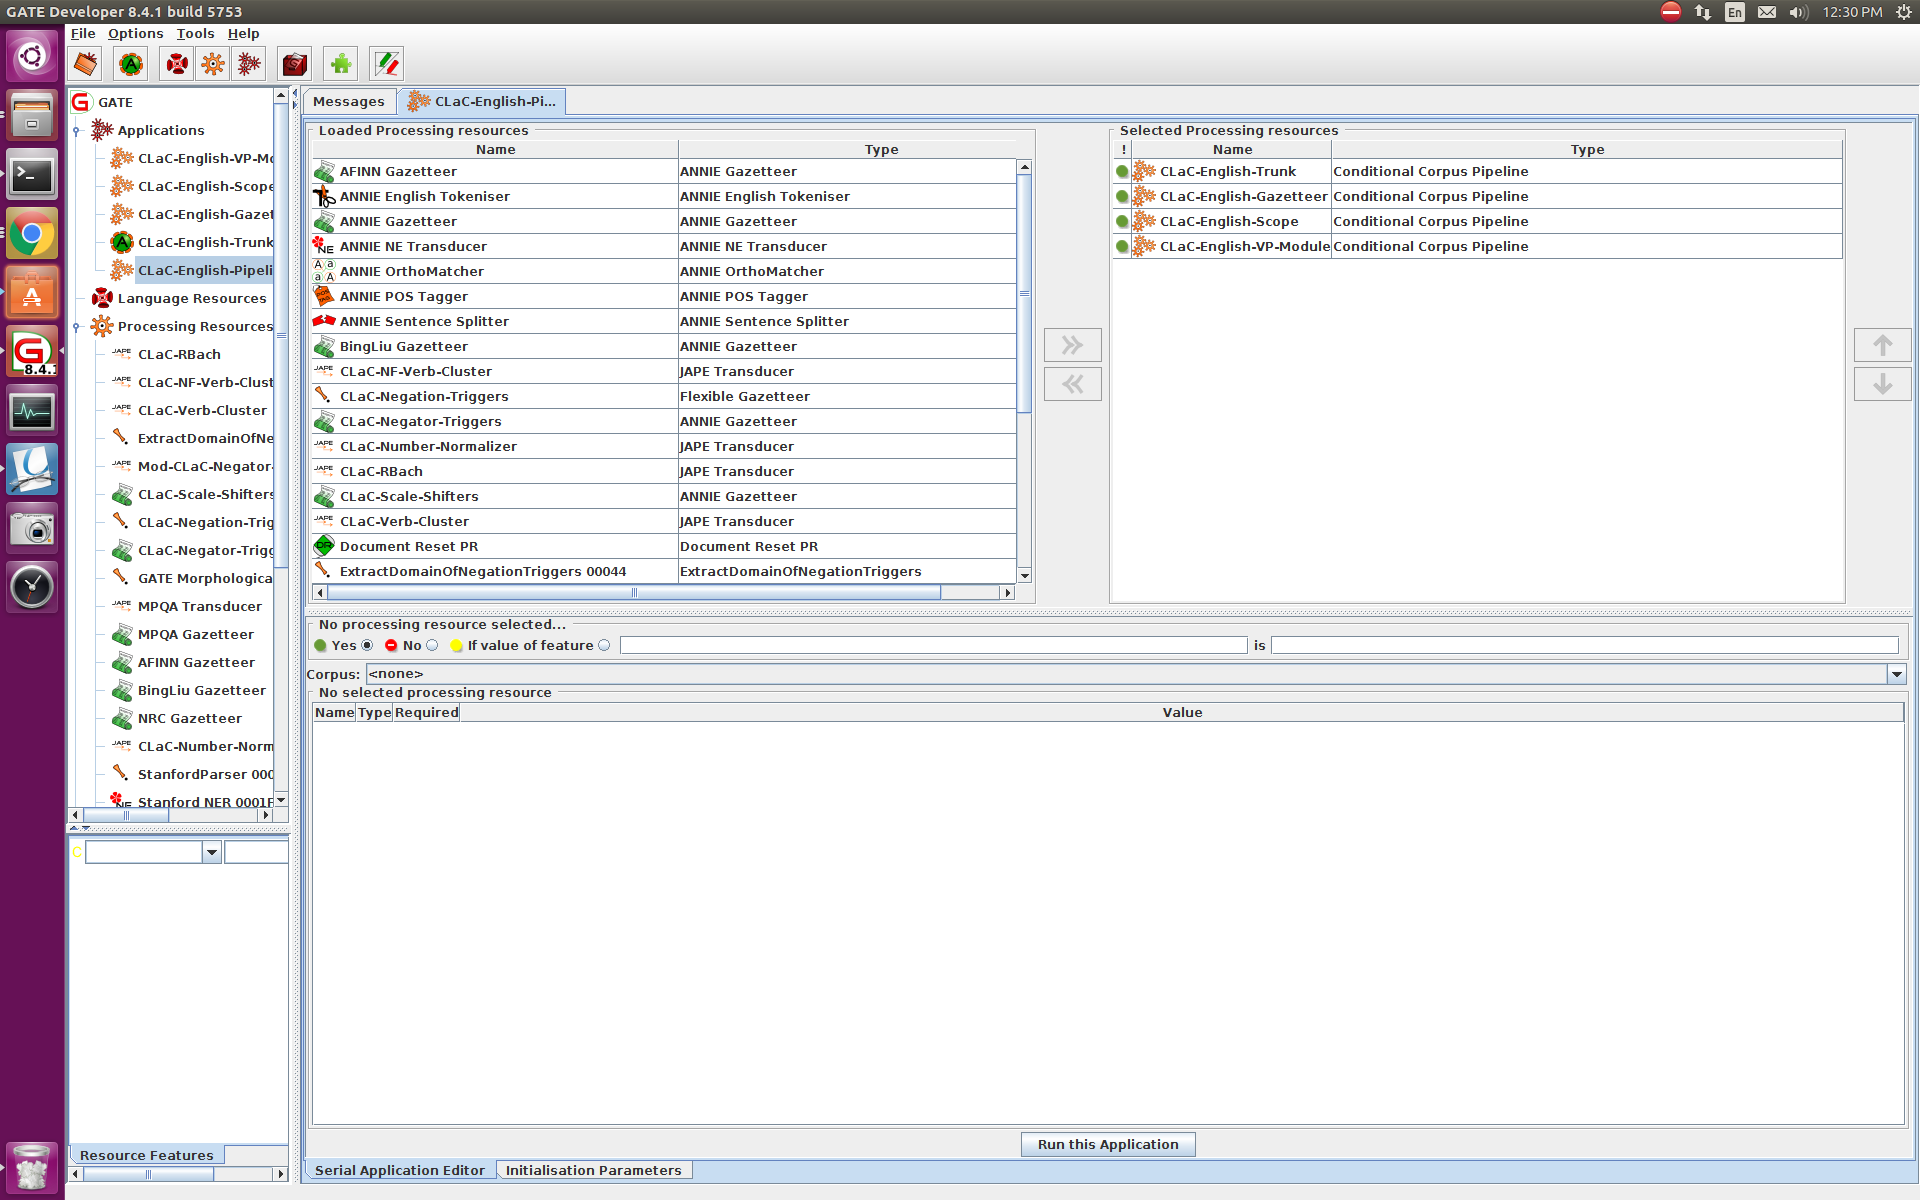 GATE Developer 8.4.1 build 5753
En
12:30 PM
File Options Tools Help
GATE
Applications
CLaC-English-VP-Mo
CLaC-English-Scope
CLaC-English-Gazet
CLaC-English-Trunk
CLaC-English-Pipeli
Language Resources
Processing Resources
CLaC-RBach
CLaC-NF-Verb-Clust
CLaC-Verb-Cluster
ExtractDomainOfNe
Mod-CLaC-Negator-
CLaC-Scale-Shifters
CLaC-Negation-Trig
CLaC-Negator-Trigg
GATE Morphologica
MPQA Transducer
MPQA Gazetteer
AFINN Gazetteer
BingLiu Gazetteer
NRC Gazetteer
CLaC-Number-Norm
StanfordParser 000
Stanford NER 0001F
8.4.1
Resource Features
Messages
CLaC-English-Pi...
Loaded Processing resources
Name Type
AFINN Gazetteer ANNIE Gazetteer
ANNIE English Tokeniser ANNIE English Tokeniser
ANNIE Gazetteer ANNIE Gazetteer
ANNIE NE Transducer ANNIE NE Transducer
ANNIE OrthoMatcher ANNIE OrthoMatcher
ANNIE POS Tagger ANNIE POS Tagger
ANNIE Sentence Splitter ANNIE Sentence Splitter
BingLiu Gazetteer ANNIE Gazetteer
CLaC-NF-Verb-Cluster JAPE Transducer
CLaC-Negation-Triggers Flexible Gazetteer
CLaC-Negator-Triggers ANNIE Gazetteer
CLaC-Number-Normalizer JAPE Transducer
CLaC-RBach JAPE Transducer
CLaC-Scale-Shifters ANNIE Gazetteer
CLaC-Verb-Cluster JAPE Transducer
Document Reset PR Document Reset PR
ExtractDomainOfNegationTriggers 00044 ExtractDomainOfNegationTriggers
Selected Processing resources
! Name Type
CLaC-English-Trunk Conditional Corpus Pipeline
CLaC-English-Gazetteer Conditional Corpus Pipeline
CLaC-English-Scope Conditional Corpus Pipeline
CLaC-English-VP-Module Conditional Corpus Pipeline
No processing resource selected...
Yes No If value of feature is
Corpus: <none>
No selected processing resource
Name Type Required Value
Run this Application
Serial Application Editor Initialisation Parameters